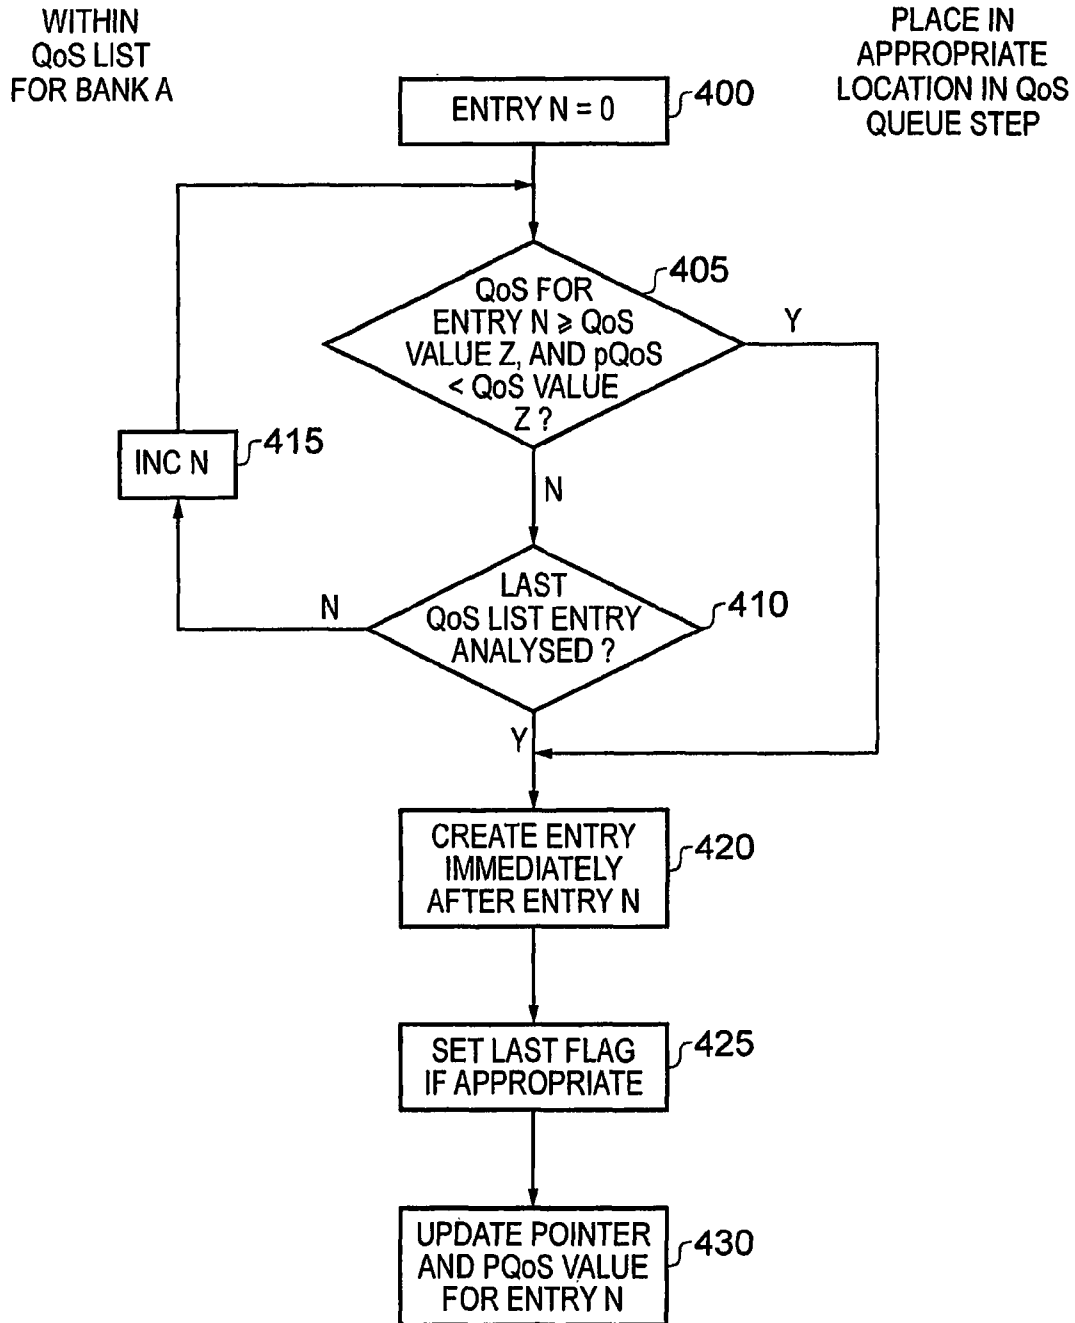 WITHIN
QoS LIST
FOR BANK A
PLACE IN
APPROPRIATE
LOCATION IN QoS
QUEUE STEP
ENTRY N = 0
400
QoS FOR
ENTRY N ⩾ QoS
VALUE Z, AND pQoS
< QoS VALUE
Z ?
405
Y
N
INC N
415
LAST
QoS LIST ENTRY
ANALYSED ?
410
N
Y
CREATE ENTRY
IMMEDIATELY
AFTER ENTRY N
420
SET LAST FLAG
IF APPROPRIATE
425
UPDATE POINTER
AND PQoS VALUE
FOR ENTRY N
430